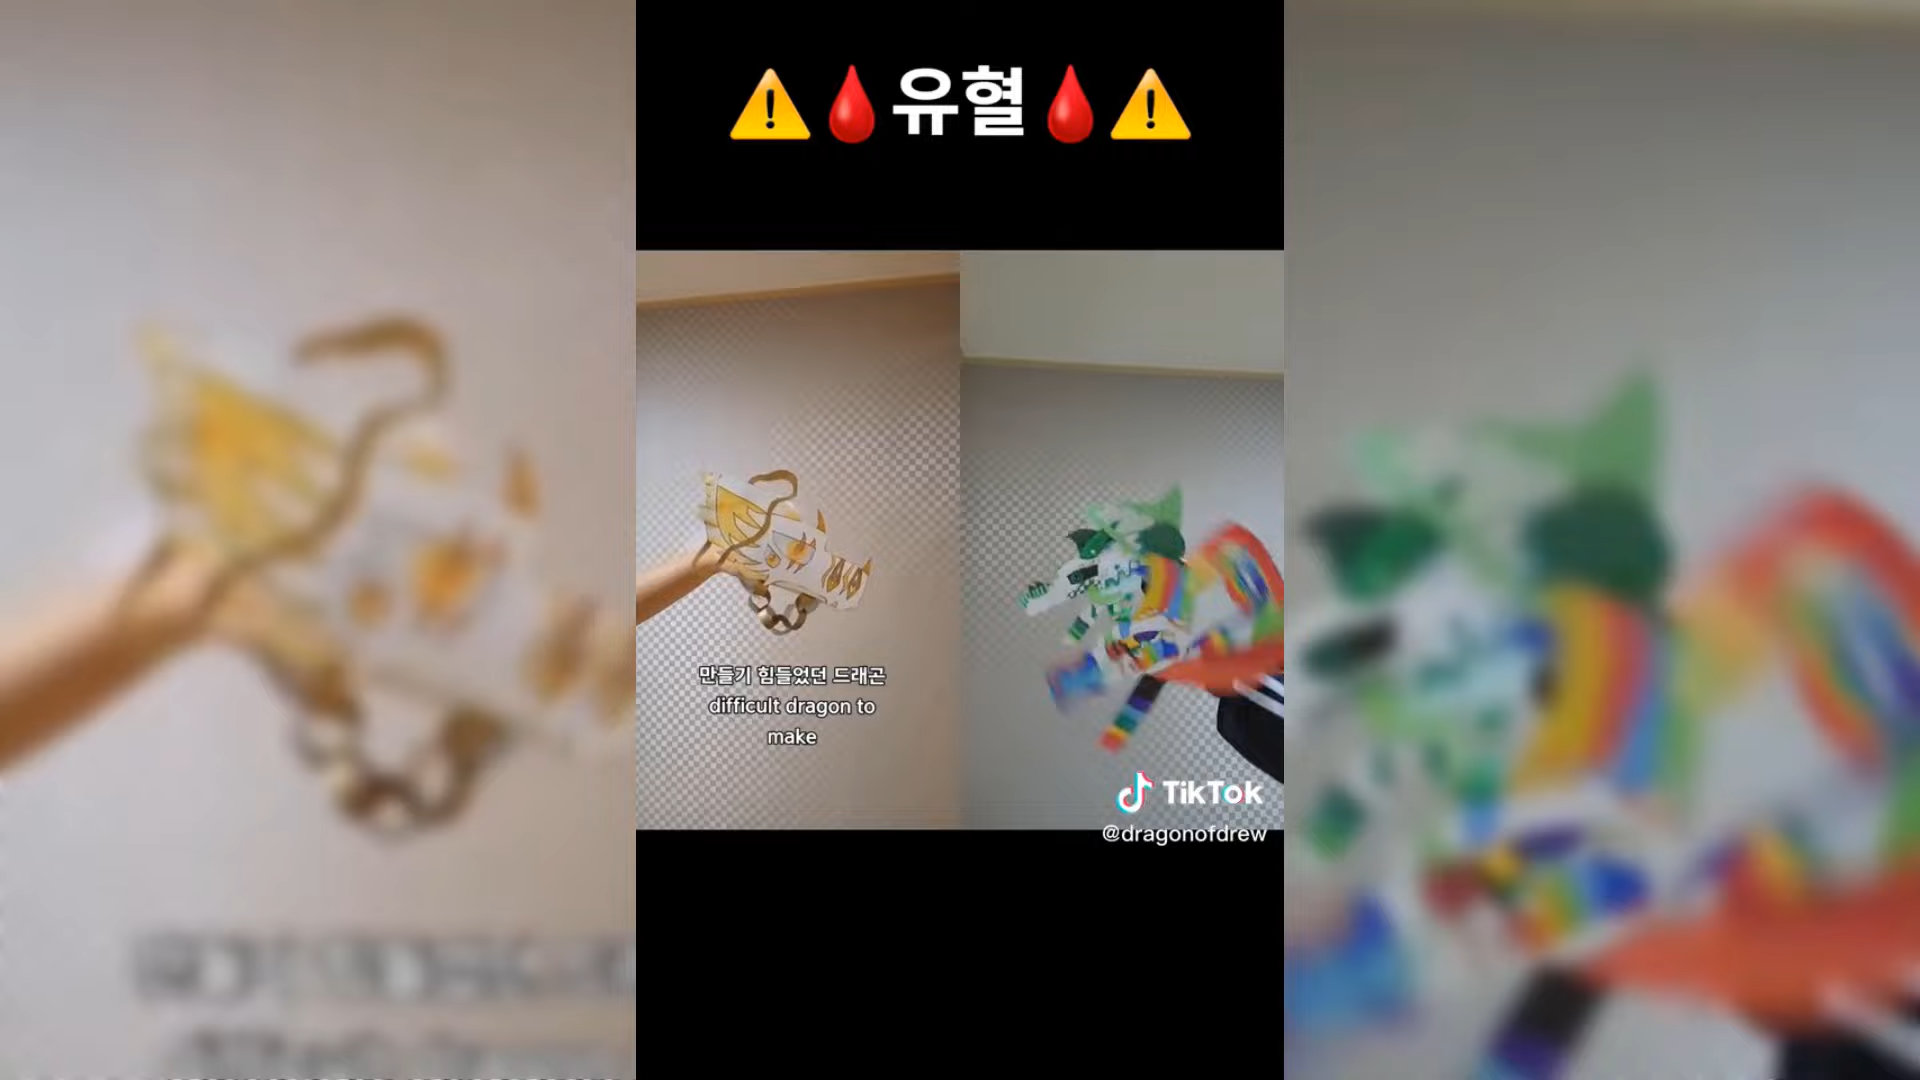 ⚠️🩸유혈🩸⚠️
만들기 힘들었던 드래곤
difficult dragon to
make
TikTok
@dragonofdrew